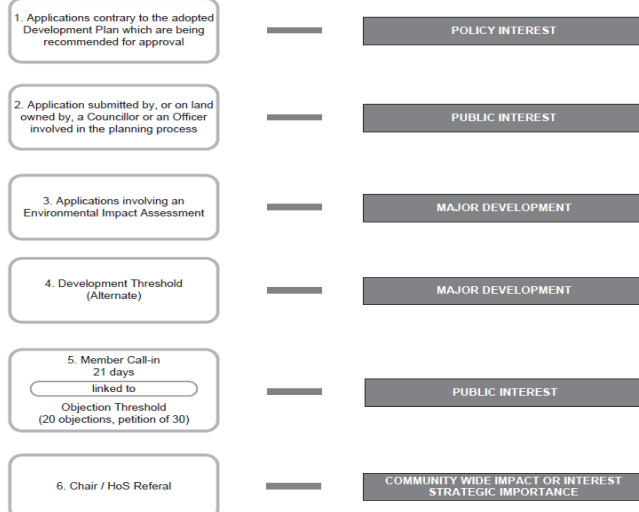 1. Applications contrary to the adopted
Development Plan which are being
recommended for approval
POLICY INTEREST
2. Application submitted by, or on land
owned by, a Councillor or an Officer
involved in the planning process
PUBLIC INTEREST
3. Applications involving an
Environmental Impact Assessment
MAJOR DEVELOPMENT
4. Development Threshold
(Alternate)
MAJOR DEVELOPMENT
5. Member Call-in
21 days
linked to
Objection Threshold
(20 objections, petition of 30)
PUBLIC INTEREST
6. Chair / HoS Referal
COMMUNITY WIDE IMPACT OR INTEREST
STRATEGIC IMPORTANCE